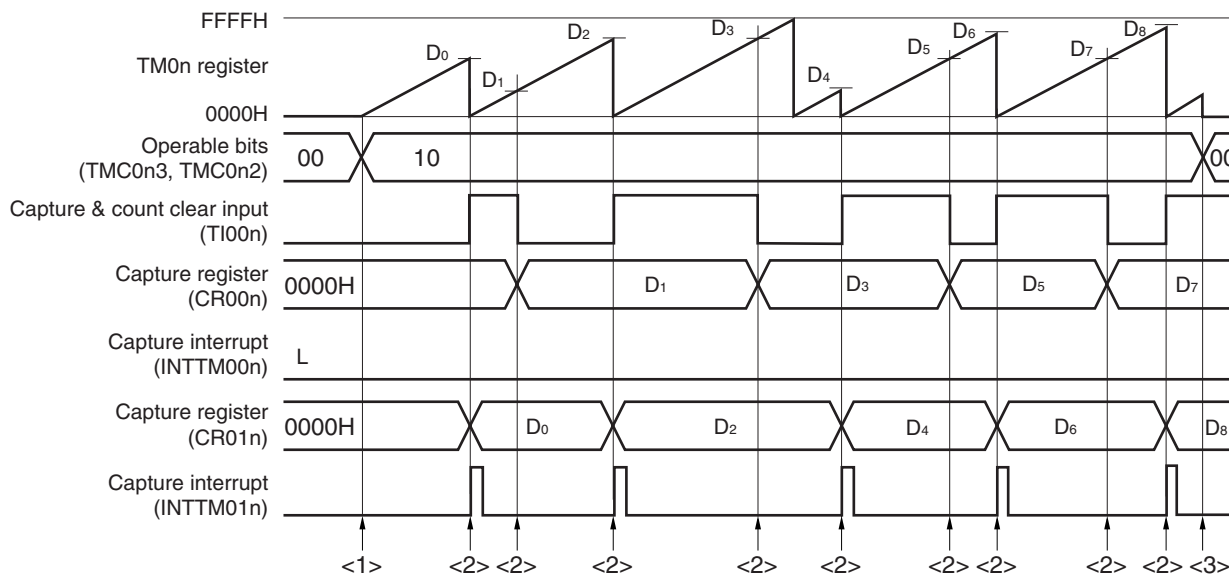 FFFFH
TM0n register
0000H
D0 D1 D2 D3 D4 D5 D6 D7 D8
Operable bits
(TMC0n3, TMC0n2)
00 10 00
Capture & count clear input
(TI00n)
Capture register
(CR00n)
0000H D1 D3 D5 D7
Capture interrupt
(INTTM00n)
L
Capture register
(CR01n)
0000H D0 D2 D4 D6 D8
Capture interrupt
(INTTM01n)
<1> <2> <2> <2> <2> <2> <2> <2> <2> <2> <3>